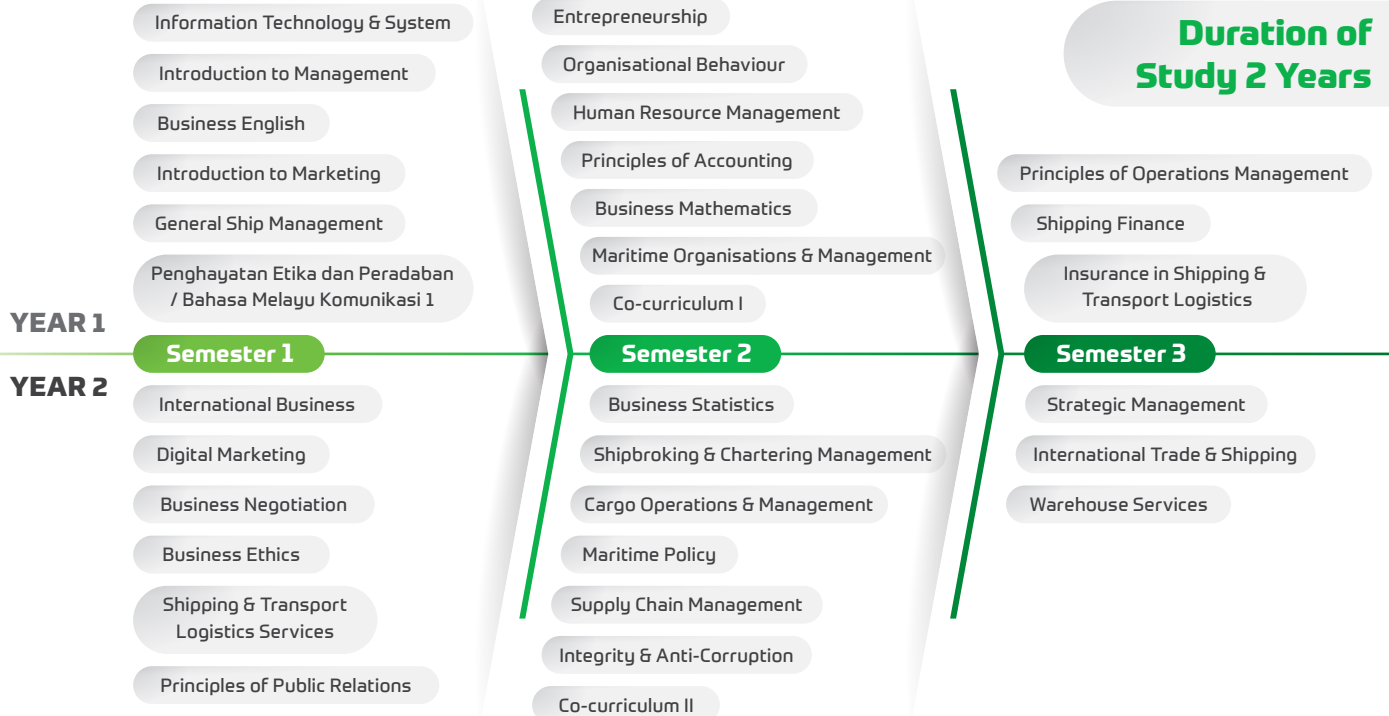 Information Technology & System
Introduction to Management
Business English
Introduction to Marketing
General Ship Management
Penghayatan Etika dan Peradaban
/ Bahasa Melayu Komunikasi 1
Entrepreneurship
Organisational Behaviour
Human Resource Management
Principles of Accounting
Business Mathematics
Maritime Organisations & Management
Co-curriculum I
Duration of
Study 2 Years
Principles of Operations Management
Shipping Finance
Insurance in Shipping &
Transport Logistics
YEAR 1
Semester 1
Semester 2
Semester 3
YEAR 2
International Business
Digital Marketing
Business Negotiation
Business Ethics
Shipping & Transport
Logistics Services
Principles of Public Relations
Business Statistics
Shipbroking & Chartering Management
Cargo Operations & Management
Maritime Policy
Supply Chain Management
Integrity & Anti-Corruption
Co-curriculum II
Strategic Management
International Trade & Shipping
Warehouse Services